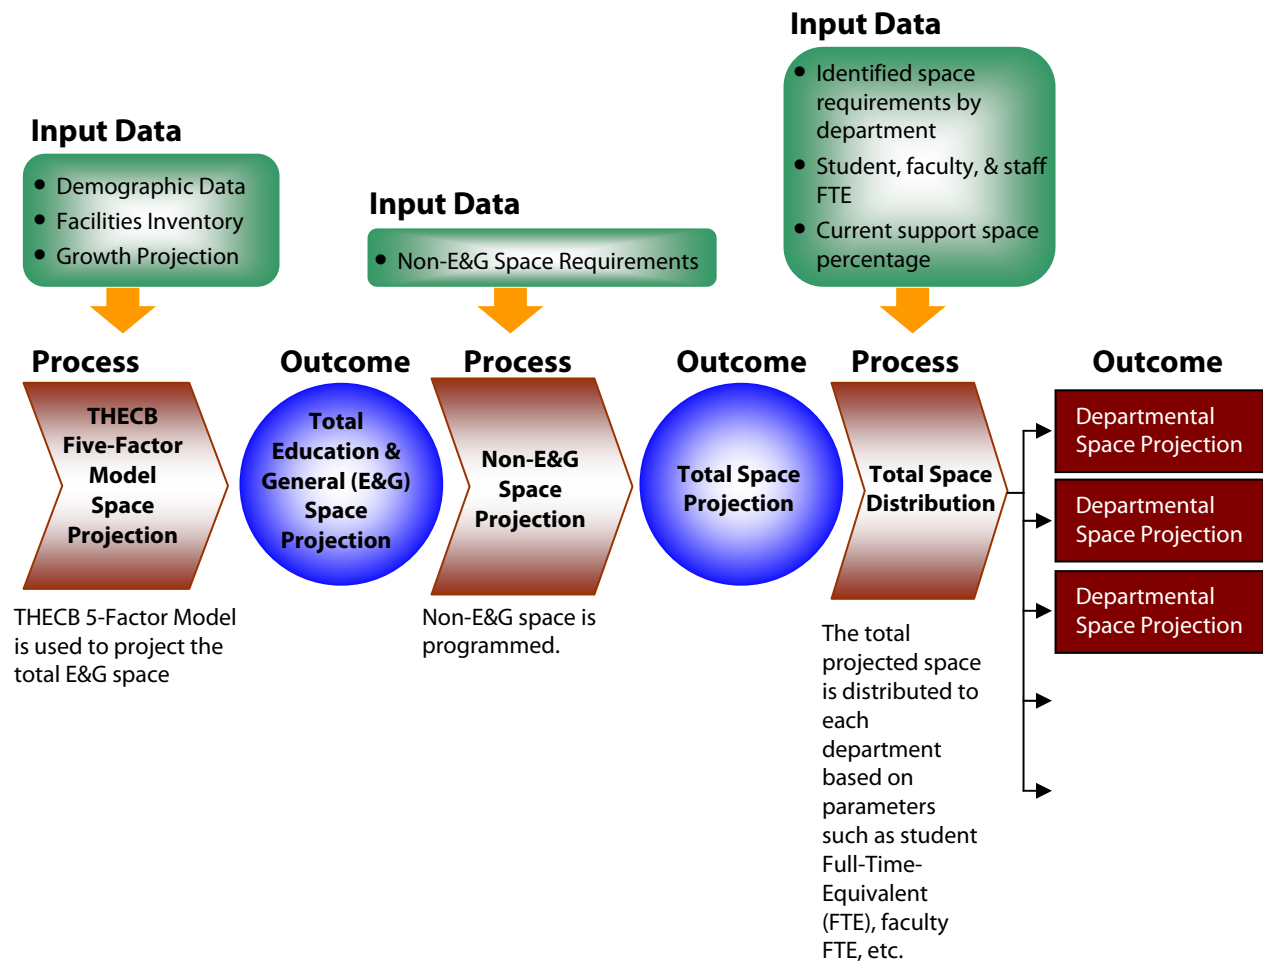 Input Data
• Identified space
requirements by
department
• Student, faculty, & staff
FTE
• Current support space
percentage
Input Data
• Demographic Data
• Facilities Inventory
• Growth Projection
Input Data
• Non-E&G Space Requirements
Process
THECB
Five-Factor
Model
Space
Projection
THECB 5-Factor Model
is used to project the
total E&G space
Outcome
Total
Education &
General (E&G)
Space
Projection
Process
Non-E&G
Space
Projection
Non-E&G space is
programmed.
Outcome
Total Space
Projection
Process
Total Space
Distribution
The total
projected space
is distributed to
each
department
based on
parameters
such as student
Full-Time-
Equivalent
(FTE), faculty
FTE, etc.
Outcome
Departmental
Space Projection
Departmental
Space Projection
Departmental
Space Projection